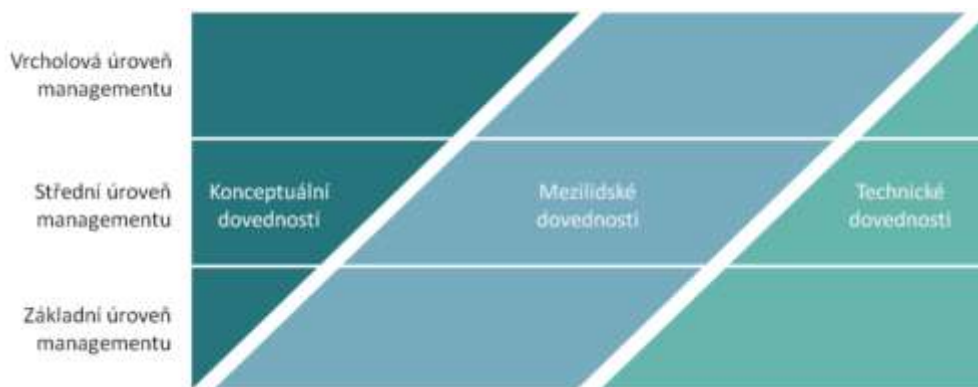 Vrcholová úroveň
managementu
Střední úroveň
managementu
Konceptuální
dovednosti
Mezilidské
dovednosti
Technické
dovednosti
Základní úroveň
managementu